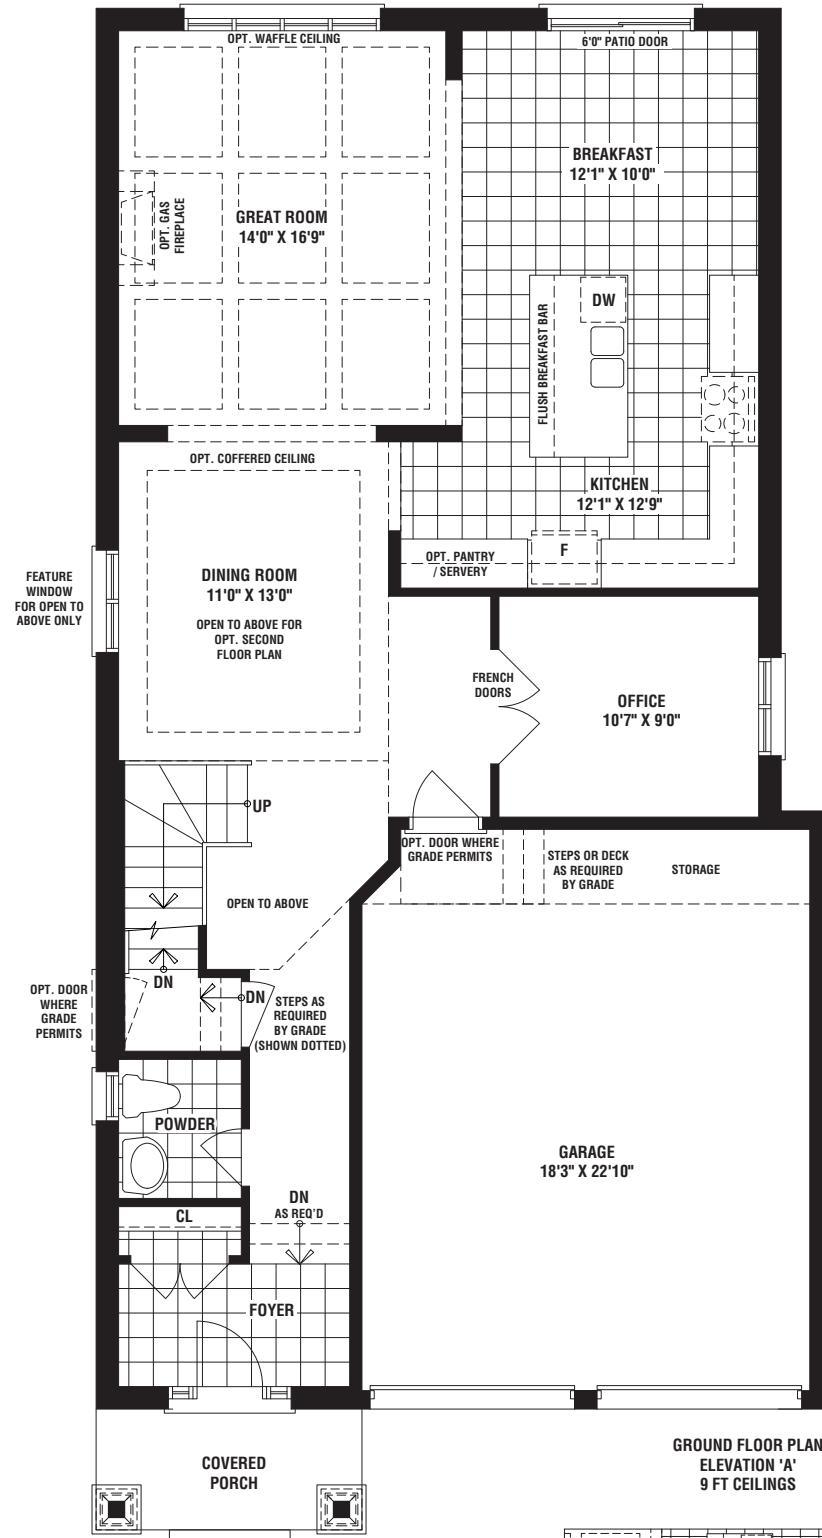 OPT. WAFFLE CEILING
6'0" PATIO DOOR
BREAKFAST
12'1" X 10'0"
GREAT ROOM
14'0" X 16'9"
OPT. GAS
FIREPLACE
DW
FLUSH BREAKFAST BAR
OPT. COFFERED CEILING
KITCHEN
12'1" X 12'9"
OPT. PANTRY
/ SERVERY
F
FEATURE
WINDOW
FOR OPEN TO
ABOVE ONLY
DINING ROOM
11'0" X 13'0"
OPEN TO ABOVE FOR
OPT. SECOND
FLOOR PLAN
FRENCH
DOORS
OFFICE
10'7" X 9'0"
UP
OPT. DOOR WHERE
GRADE PERMITS
STEPS OR DECK
AS REQUIRED
BY GRADE
STORAGE
OPEN TO ABOVE
OPT. DOOR
WHERE
GRADE
PERMITS
DN
DN
STEPS AS
REQUIRED
BY GRADE
(SHOWN DOTTED)
POWDER
GARAGE
18'3" X 22'10"
CL
DN
AS REQ'D
FOYER
COVERED
PORCH
GROUND FLOOR PLAN
ELEVATION 'A'
9 FT CEILINGS